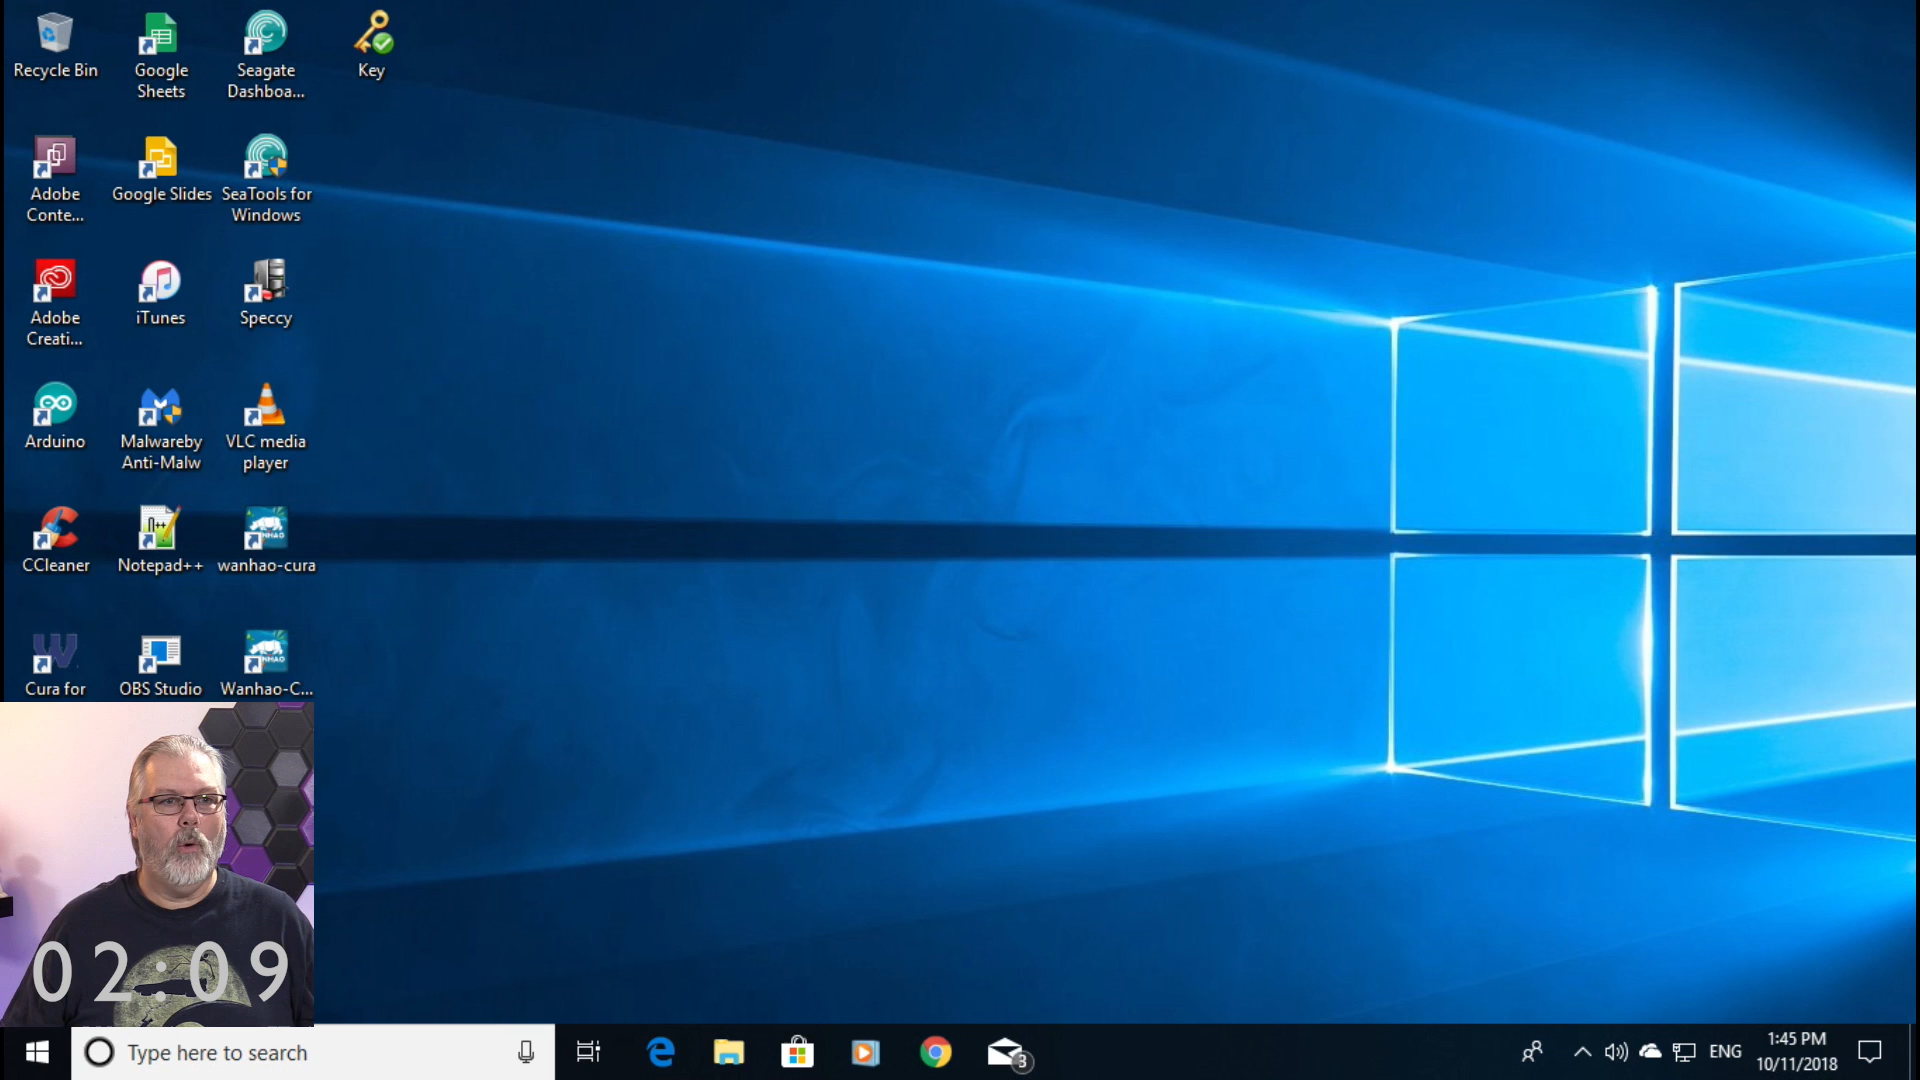 Recycle Bin
Google
Sheets
Seagate
Dashboa...
Key
Adobe
Conte...
Google Slides
SeaTools for
Windows
Adobe
Creati...
iTunes
Speccy
Arduino
Malwareby
Anti-Malw
VLC media
player
CCleaner
Notepad++
wanhao-cura
Cura for
OBS Studio
Wanhao-C...
02:09
Type here to search
3
ENG
1:45 PM
10/11/2018